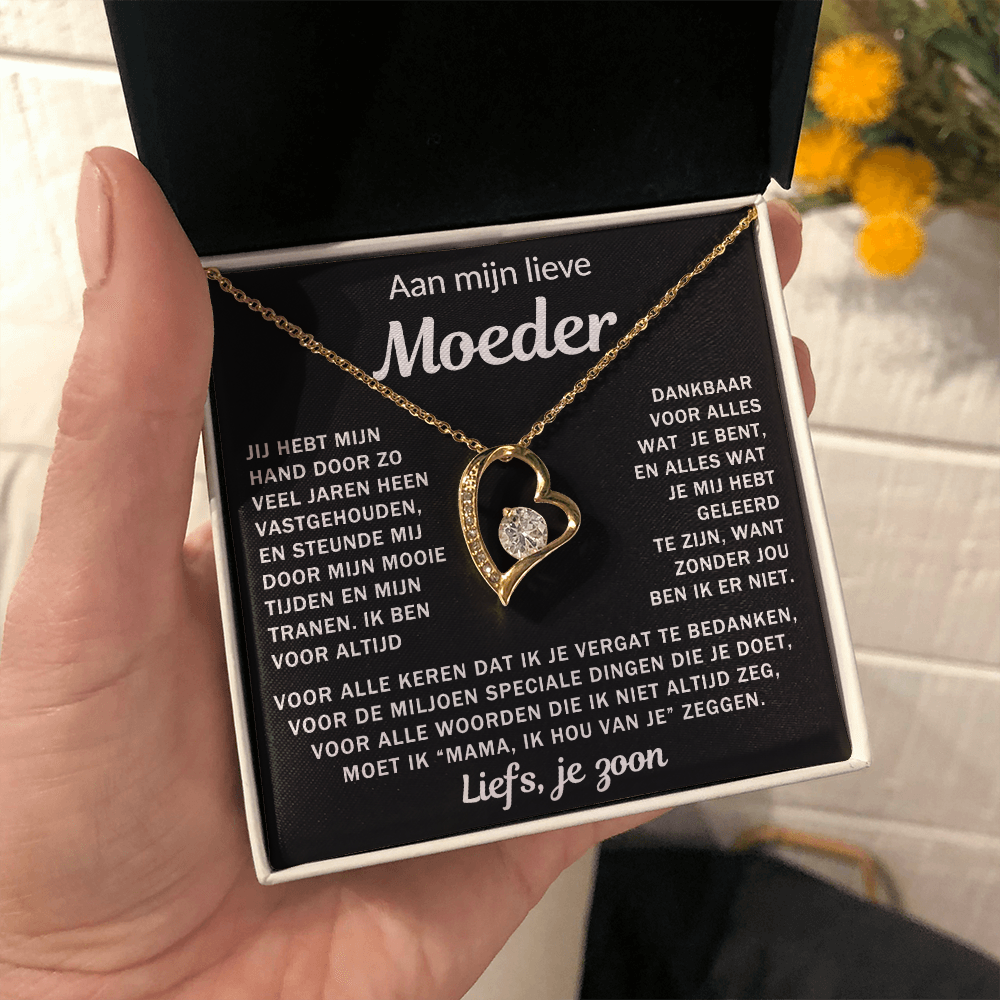 Aan mijn lieve
Moeder
JIJ HEBT MIJN
HAND DOOR ZO
VEEL JAREN HEEN
VASTGEHOUDEN,
EN STEUNDE MIJ
DOOR MIJN MOOIE
TIJDEN EN MIJN
TRANEN. IK BEN
VOOR ALTIJD
DANKBAAR
VOOR ALLES
WAT JE BENT,
EN ALLES WAT
JE MIJ HEBT
GELEERD
TE ZIJN, WANT
ZONDER JOU
BEN IK ER NIET.
VOOR ALLE KEREN DAT IK JE VERGAT TE BEDANKEN,
VOOR DE MILJOEN SPECIALE DINGEN DIE JE DOET,
VOOR ALLE WOORDEN DIE IK NIET ALTIJD ZEG,
MOET IK “MAMA, IK HOU VAN JE” ZEGGEN.
Liefs, je zoon